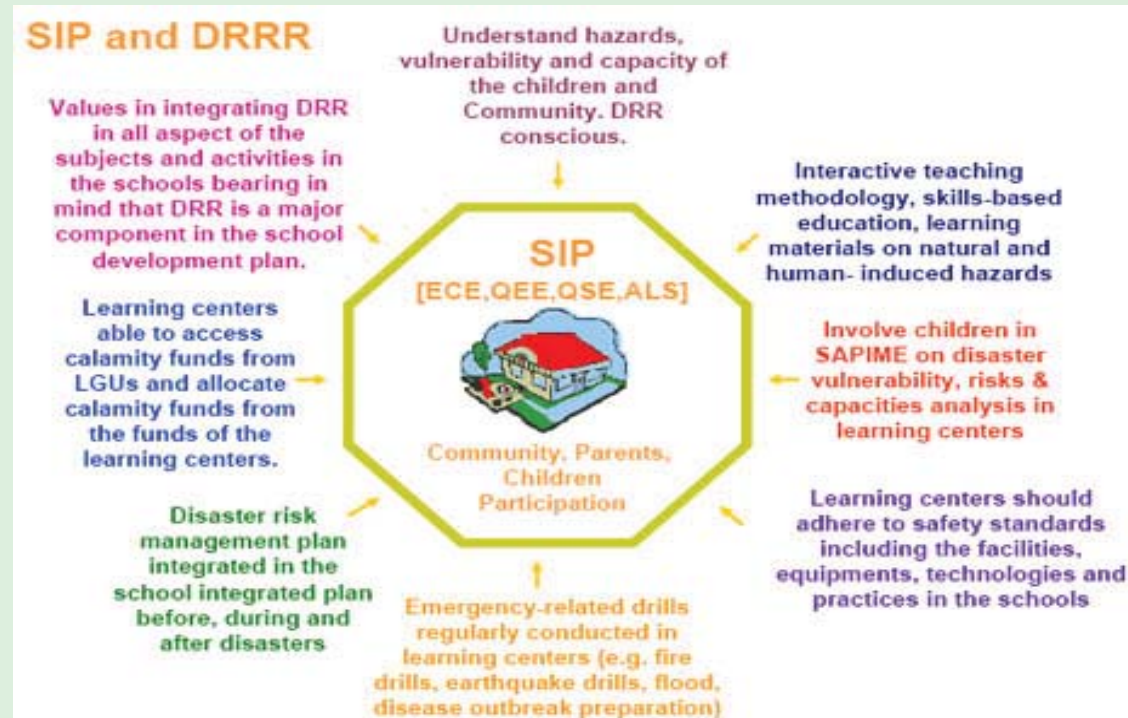 SIP and DRRR
Understand hazards,
vulnerability and capacity of
the children and
Community. DRR
conscious.
Values in integrating DRR
in all aspect of the
subjects and activities in
the schools bearing in
mind that DRR is a major
component in the school
development plan.
Interactive teaching
methodology, skills-based
education, learning
materials on natural and
human- induced hazards
SIP
[ECE,QEE,QSE,ALS]
Learning centers
able to access
calamity funds from
LGUs and allocate
calamity funds from
the funds of the
learning centers.
Involve children in
SAPIME on disaster
vulnerability, risks &
capacities analysis in
learning centers
Community, Parents,
Children
Participation
Disaster risk
management plan
integrated in the
school integrated plan
before, during and
after disasters
Learning centers should
adhere to safety standards
including the facilities,
equipments, technologies and
practices in the schools
Emergency-related drills
regularly conducted in
learning centers (e.g. fire
drills, earthquake drills, flood,
disease outbreak preparation)